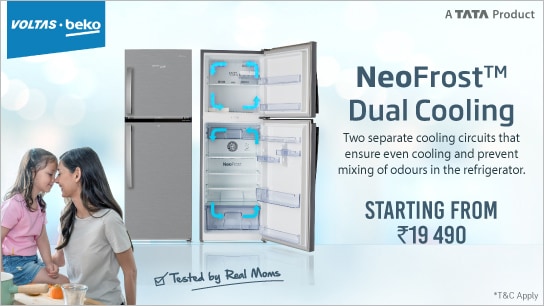 VOLTAS · beko
A TATA Product
NeoFrost™
Dual Cooling
Two separate cooling circuits that
ensure even cooling and prevent
mixing of odours in the refrigerator.
NeoFrost
STARTING FROM
₹19 490
Tested by Real Moms
*T&C Apply